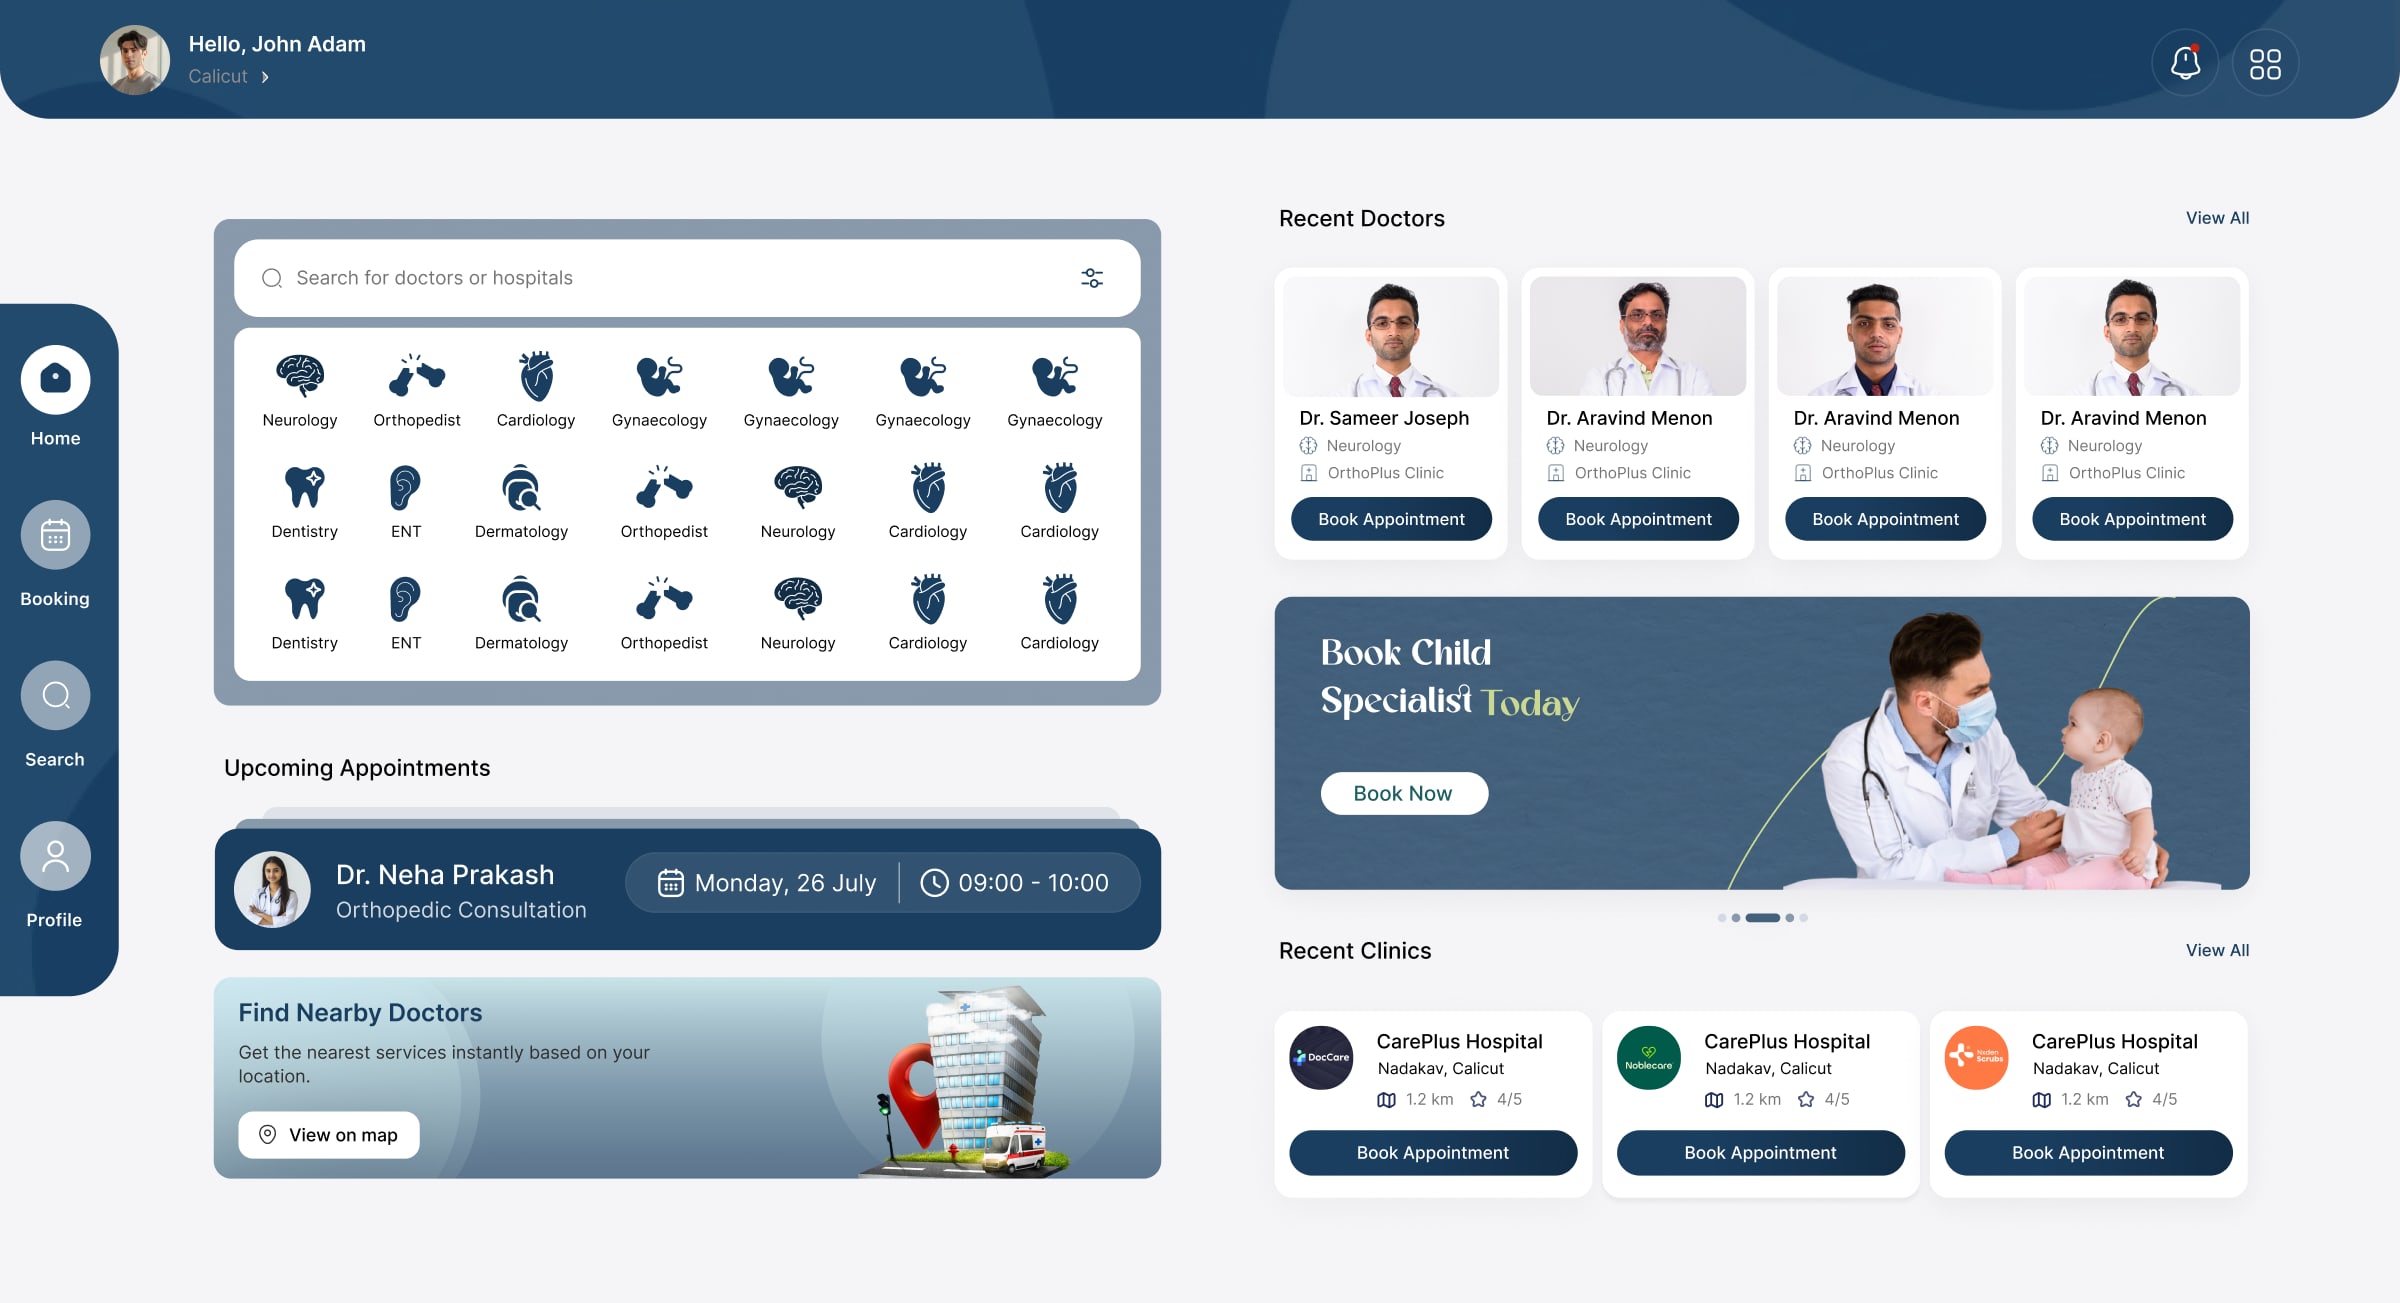 Hello, John Adam
Calicut
Home
Booking
Search
Profile
Search for doctors or hospitals
Neurology
Orthopedist
Cardiology
Gynaecology
Gynaecology
Gynaecology
Gynaecology
Dentistry
ENT
Dermatology
Orthopedist
Neurology
Cardiology
Cardiology
Dentistry
ENT
Dermatology
Orthopedist
Neurology
Cardiology
Cardiology
Upcoming Appointments
Dr. Neha Prakash
Orthopedic Consultation
Monday, 26 July
09:00 - 10:00
Find Nearby Doctors
Get the nearest services instantly based on your
location.
View on map
Recent Doctors
View All
Dr. Sameer Joseph
Neurology
OrthoPlus Clinic
Book Appointment
Dr. Aravind Menon
Neurology
OrthoPlus Clinic
Book Appointment
Dr. Aravind Menon
Neurology
OrthoPlus Clinic
Book Appointment
Dr. Aravind Menon
Neurology
OrthoPlus Clinic
Book Appointment
Book Child
Specialist Today
Book Now
Recent Clinics
View All
DocCare
CarePlus Hospital
Nadakav, Calicut
1.2 km
4/5
Book Appointment
Noblecare
CarePlus Hospital
Nadakav, Calicut
1.2 km
4/5
Book Appointment
Scrubs
CarePlus Hospital
Nadakav, Calicut
1.2 km
4/5
Book Appointment